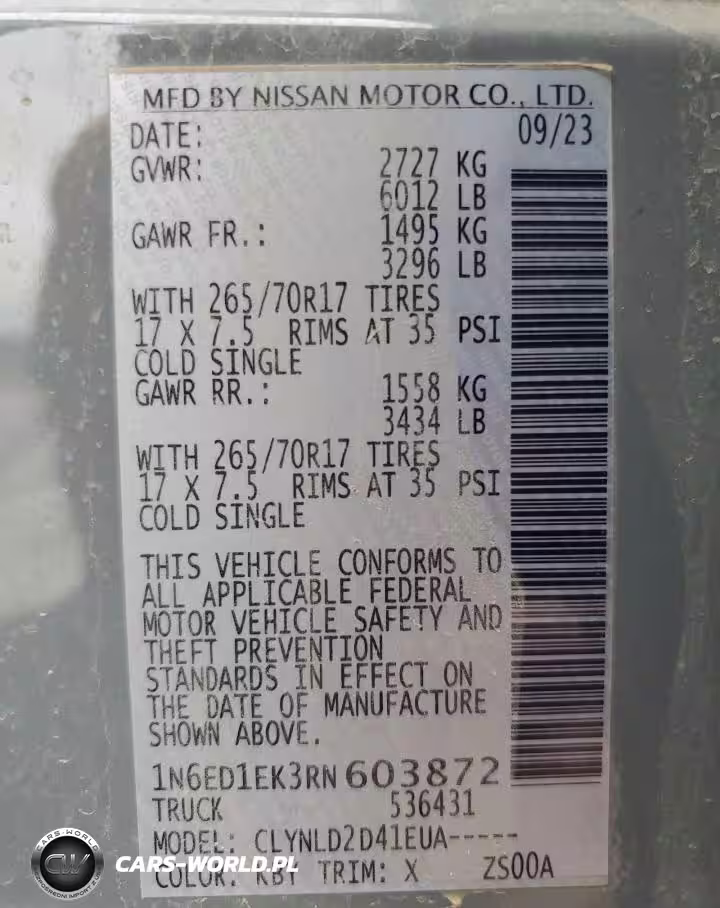 MFD BY NISSAN MOTOR CO., LTD.
DATE: 09/23
GVWR: 2727 KG
6012 LB
GAWR FR.: 1495 KG
3296 LB
WITH 265/70R17 TIRES
17 X 7.5 RIMS AT 35 PSI
COLD SINGLE
GAWR RR.: 1558 KG
3434 LB
WITH 265/70R17 TIRES
17 X 7.5 RIMS AT 35 PSI
COLD SINGLE
THIS VEHICLE CONFORMS TO
ALL APPLICABLE FEDERAL
MOTOR VEHICLE SAFETY AND
THEFT PREVENTION
STANDARDS IN EFFECT ON
THE DATE OF MANUFACTURE
SHOWN ABOVE.
1N6ED1EK3RN603872
TRUCK 536431
MODEL: CLYNLD2D41EUA-----
COLOR: KBY TRIM: X ZS00A
CARS-WORLD
CW
CARS-WORLD.PL